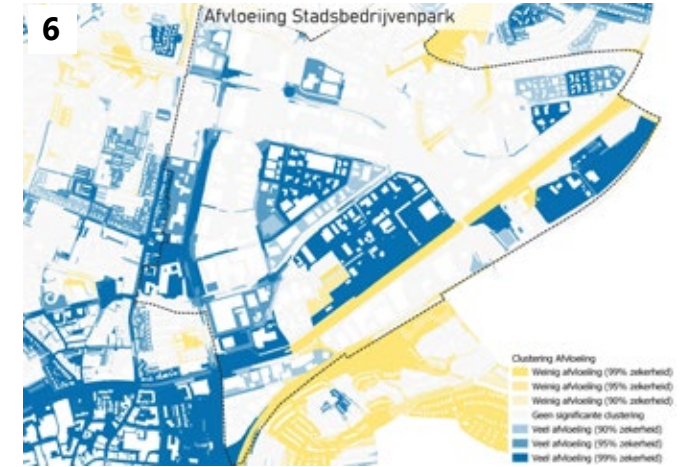 6
Afvloeiing Stadsbedrijvenpark
Clustering Afvloeiing
Weinig afvloeiing (99% zekerheid)
Weinig afvloeiing (95% zekerheid)
Weinig afvloeiing (90% zekerheid)
Geen significante clustering
Veel afvloeiing (90% zekerheid)
Veel afvloeiing (95% zekerheid)
Veel afvloeiing (99% zekerheid)